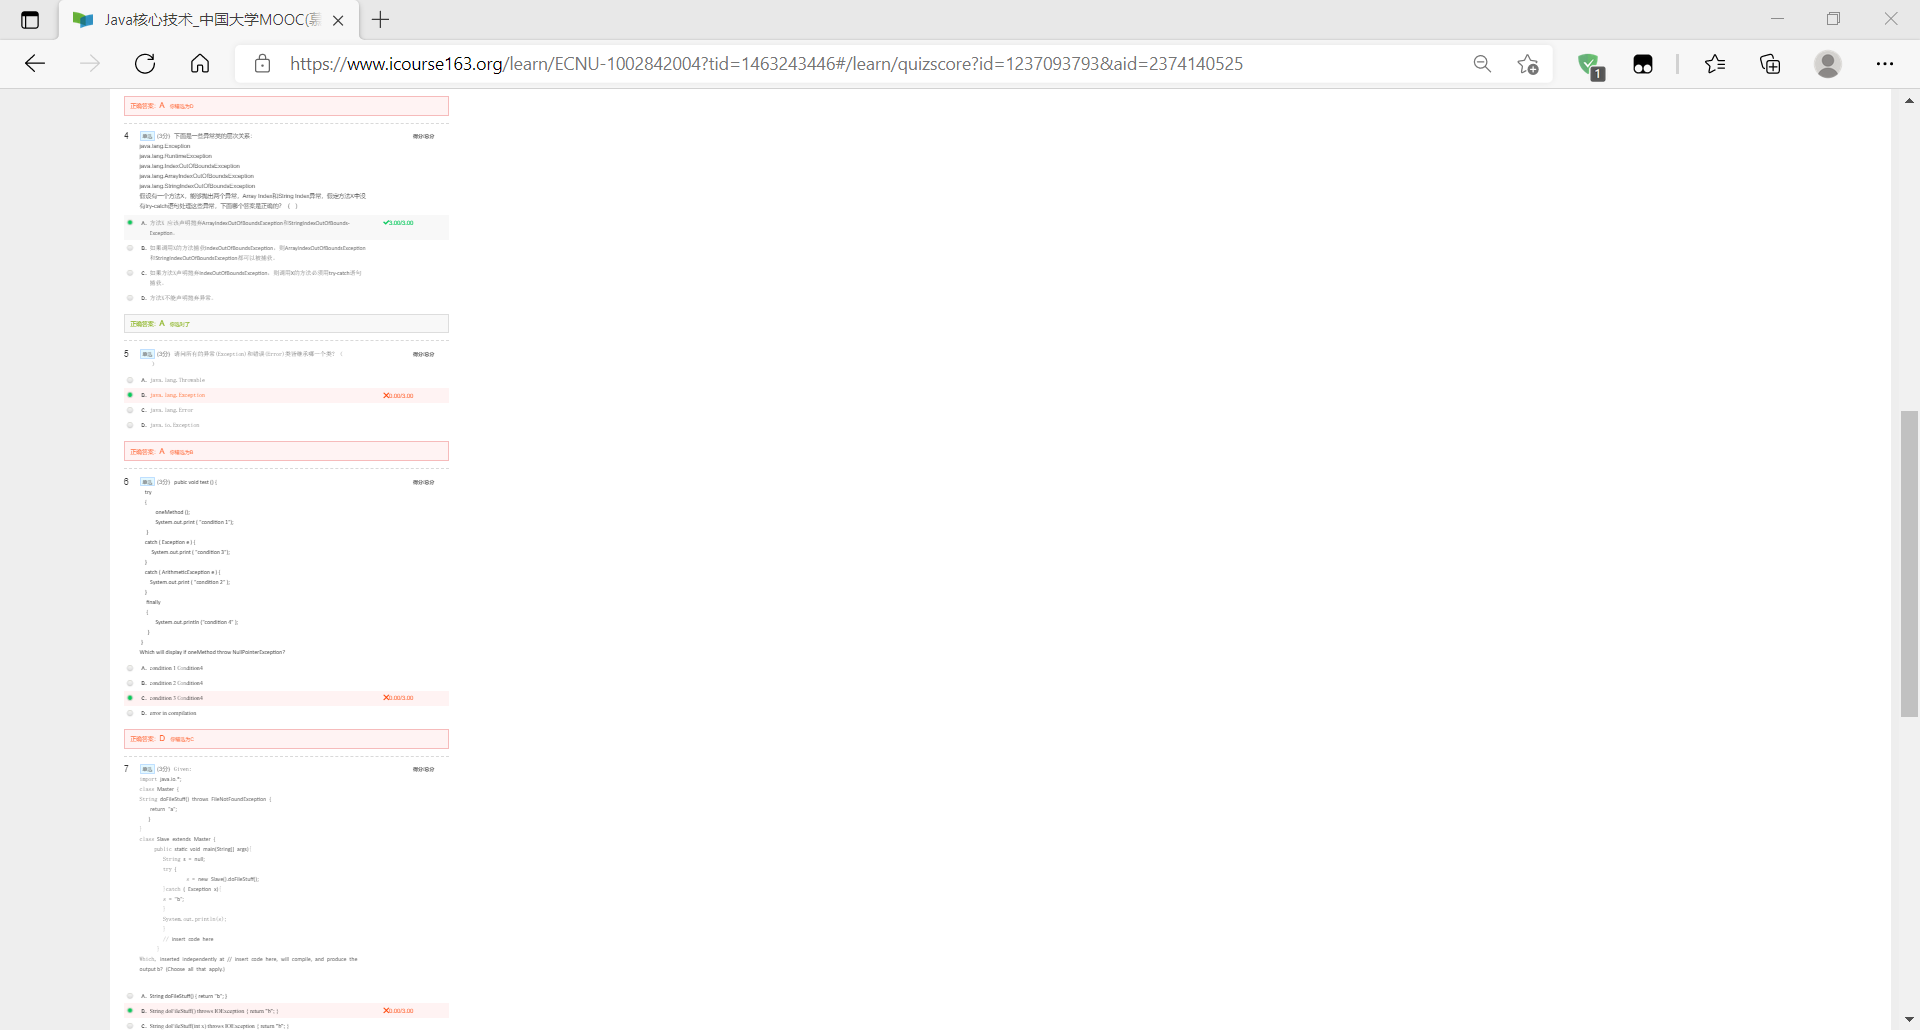 Java核心技术_中国大学MOOC(慕
https://www.icourse163.org/learn/ECNU-1002842004?tid=1463243446#/learn/quizscore?id=1237093793&aid=2374140525
1
正确答案: A 你错选为D
4 单选 (3分) 下面是一些异常类的层次关系: 得分/总分
java.lang.Exception
java.lang.RuntimeException
java.lang.IndexOutOfBoundsException
java.lang.ArrayIndexOutOfBoundsException
java.lang.StringIndexOutOfBoundsException
假设有一个方法X, 能够抛出两个异常, Array Index和String Index异常, 假定方法X中没
有try-catch语句处理这些异常, 下面哪个答案是正确的? ( )
A. 方法X 应该声明抛弃ArrayIndexOutOfBoundsException和StringIndexOutOfBounds- 3.00/3.00
Exception.
B. 如果调用X的方法捕获IndexOutOfBoundsException, 则ArrayIndexOutOfBoundsException
和StringIndexOutOfBoundsException都可以被捕获.
C. 如果方法X声明抛弃IndexOutOfBoundsException, 则调用X的方法必须用try-catch语句
捕获.
D. 方法X不能声明抛弃异常.
正确答案: A 你选对了
5 单选 (3分) 请问所有的异常(Exception)和错误(Error)类皆继承哪一个类? ( 得分/总分
)
A. java.lang.Throwable
B. java.lang.Exception 0.00/3.00
C. java.lang.Error
D. java.io.Exception
正确答案: A 你错选为B
6 单选 (3分) pubic void test () { 得分/总分
try
{
oneMethod ();
System.out.print ( "condition 1");
}
catch ( Exception e ) {
System.out.print ( "condition 3");
}
catch ( ArithmeticException e ) {
System.out.print ( "condition 2" );
}
finally
{
System.out.println ("condition 4" );
}
}
Which will display if oneMethod throw NullPointerException?
A. condition 1 Condition4
B. condition 2 Condition4
C. condition 3 Condition4 0.00/3.00
D. error in compilation
正确答案: D 你错选为C
7 单选 (3分) Given: 得分/总分
import java.io.*;
class Master {
String doFileStuff() throws FileNotFoundException {
return "a";
}
}
class Slave extends Master {
public static void main(String[] args){
String s = null;
try {
s = new Slave().doFileStuff();
}catch ( Exception x){
s = "b";
}
System.out.println(s);
}
// insert code here
}
Which, inserted independently at // insert code here, will compile, and produce the
output b? (Choose all that apply.)
A. String doFileStuff() { return "b"; }
B. String doFileStuff() throws IOException { return "b"; } 0.00/3.00
C. String doFileStuff(int x) throws IOException { return "b"; }